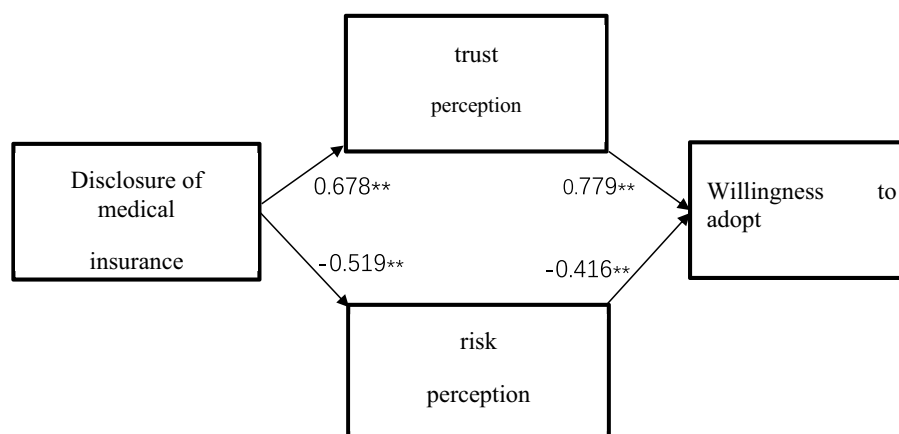 trust
perception
Disclosure of
medical
insurance
0.678**
0.779**
Willingness to
adopt
-0.519**
-0.416**
risk
perception